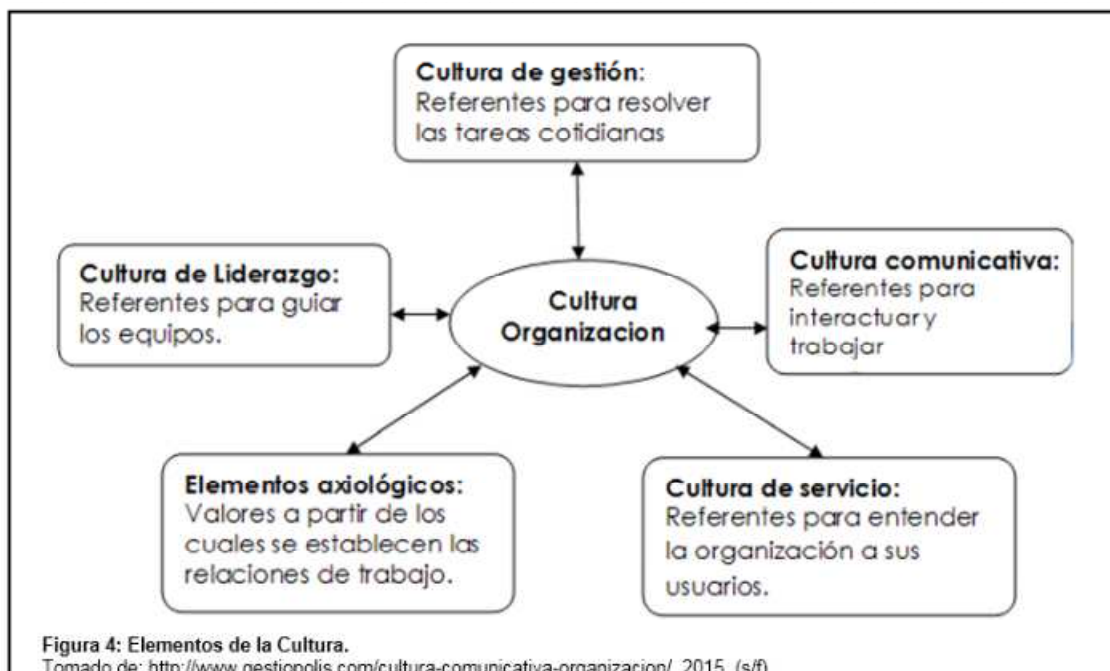 Cultura de gestión:
Referentes para resolver
las tareas cotidianas
Cultura de Liderazgo:
Referentes para guiar
los equipos.
Cultura
Organizacion
Cultura comunicativa:
Referentes para
interactuar y
trabajar
Elementos axiológicos:
Valores a partir de los
cuales se establecen las
relaciones de trabajo.
Cultura de servicio:
Referentes para entender
la organización a sus
usuarios.
Figura 4: Elementos de la Cultura.
Tomado de: http://www.gestiopolis.com/cultura-comunicativa-organizacion/, 2015, (s/f)